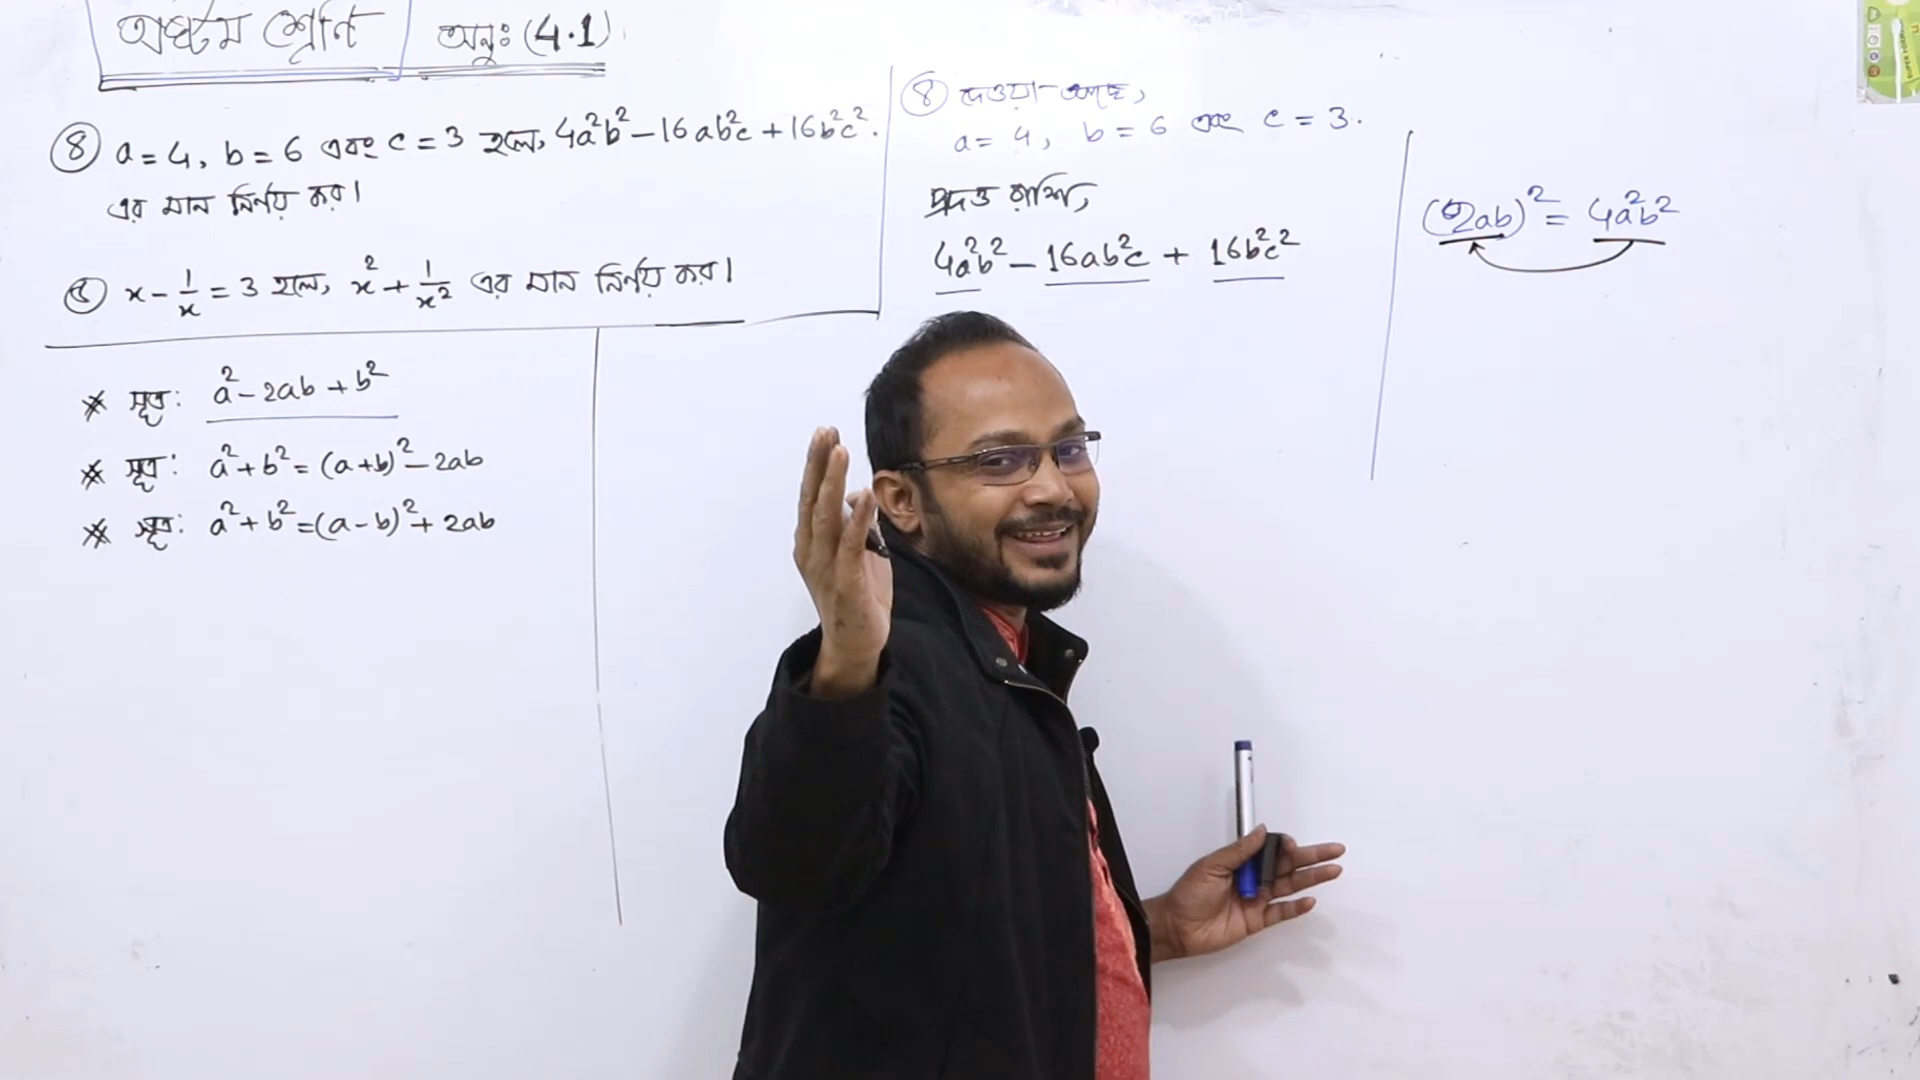 অষ্টম শ্রেণি অনুঃ (4.1)
⑧ a = 4, b = 6 এবং c = 3 হলে, 4a²b² - 16ab²c + 16b²c².
এর মান নির্ণয় কর।
x - 1/x = 3 হলে, x² + 1/x² এর মান নির্ণয় কর।
* সূত্র: a² - 2ab + b²
* সূত্র: a² + b² = (a+b)² - 2ab
* সূত্র: a² + b² = (a - b)² + 2ab
⑧ দেওয়া আছে,
a = 4, b = 6 এবং c = 3.
প্রদত্ত রাশি,
4a²b² - 16ab²c + 16b²c²
(2ab)² = 4a²b²